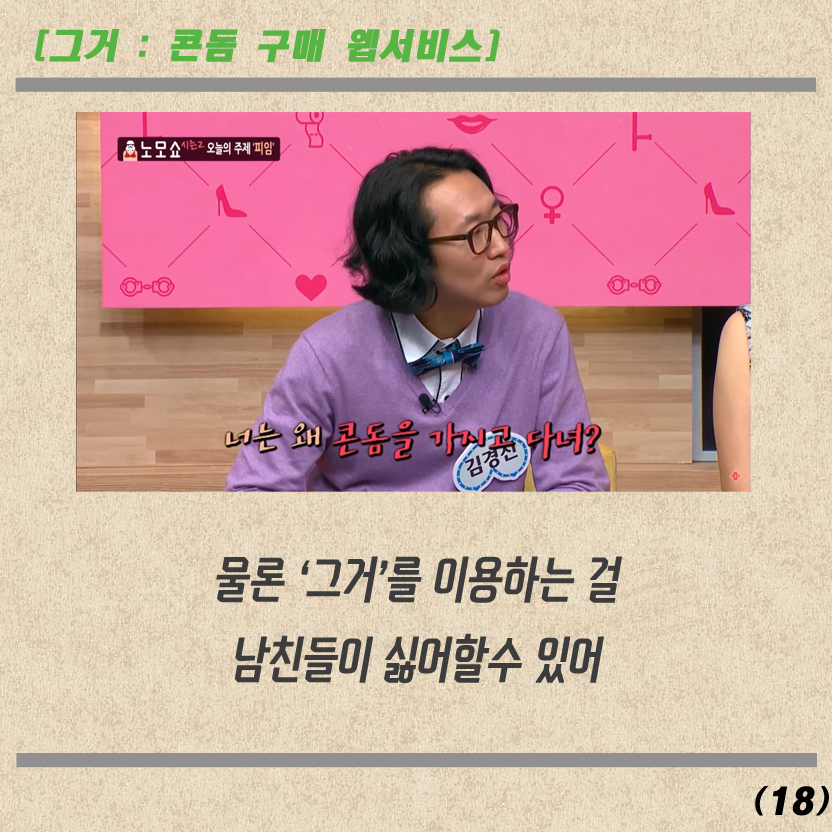 [그거 : 콘돔 구매 웹서비스]
노모쇼 시즌2 오늘의 주제 '피임'
너는 왜 콘돔을 가지고 다녀?
김경진
물론 ‘그거’를 이용하는 걸
남친들이 싫어할수 있어
(18)